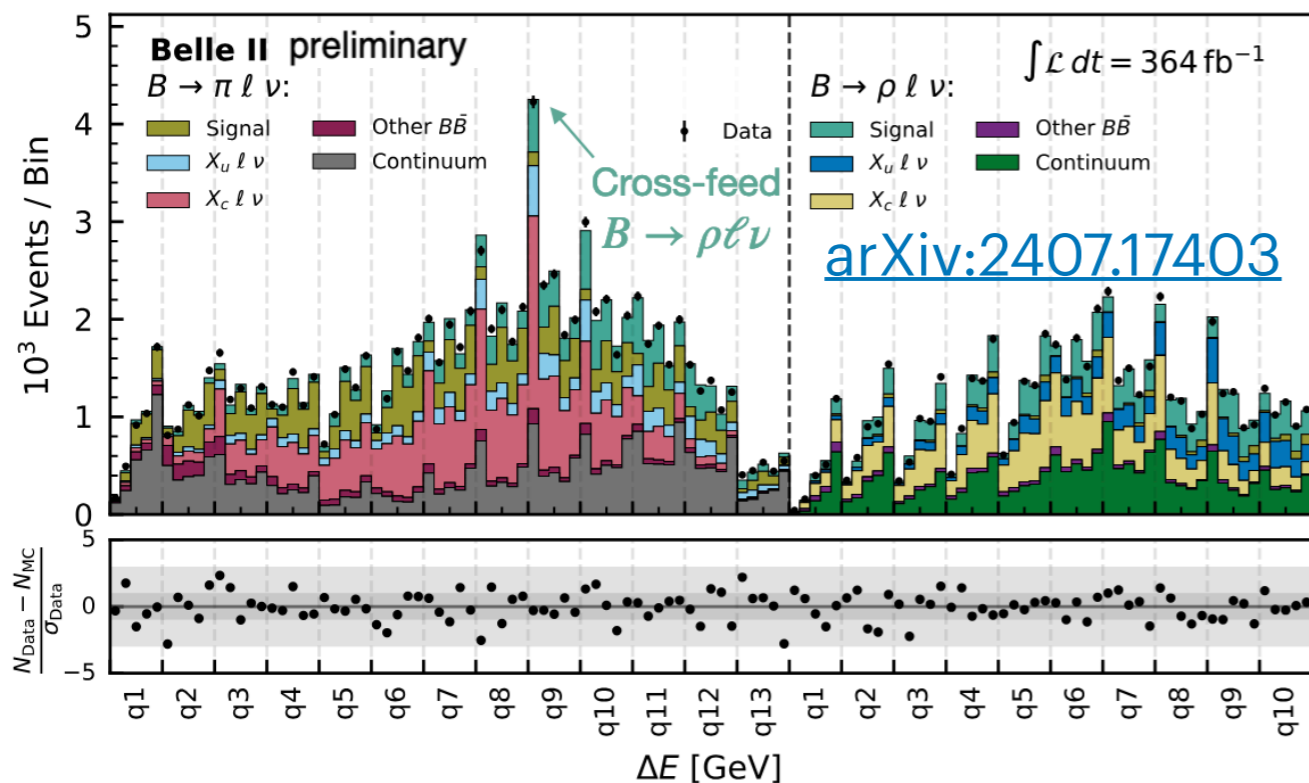 Belle II preliminary
B → π ℓ ν:
Signal
X_u ℓ ν
X_c ℓ ν
Other BB̄
Continuum
Data
Cross-feed
B → ρℓν
∫ ℒ dt = 364 fb⁻¹
B → ρ ℓ ν:
Signal
X_u ℓ ν
X_c ℓ ν
Other BB̄
Continuum
arXiv:2407.17403
10³ Events / Bin
5
4
3
2
1
0
(N_Data − N_MC) / σ_Data
5
0
−5
q1 q2 q3 q4 q5 q6 q7 q8 q9 q10 q11 q12 q13 q1 q2 q3 q4 q5 q6 q7 q8 q9 q10
ΔE [GeV]